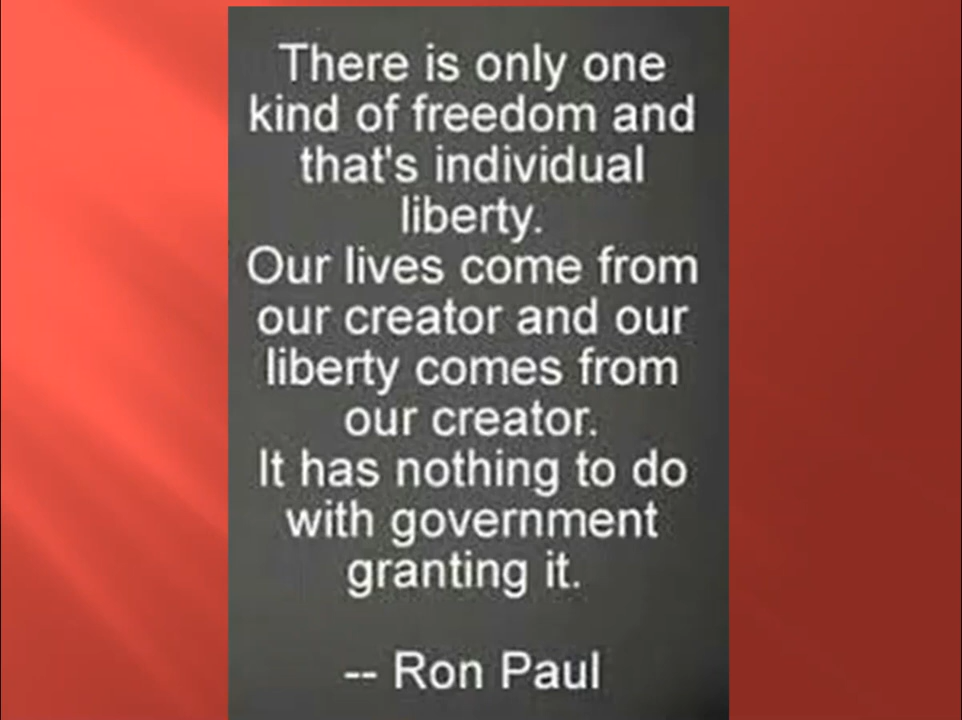 There is only one
kind of freedom and
that's individual
liberty.
Our lives come from
our creator and our
liberty comes from
our creator.
It has nothing to do
with government
granting it.
-- Ron Paul